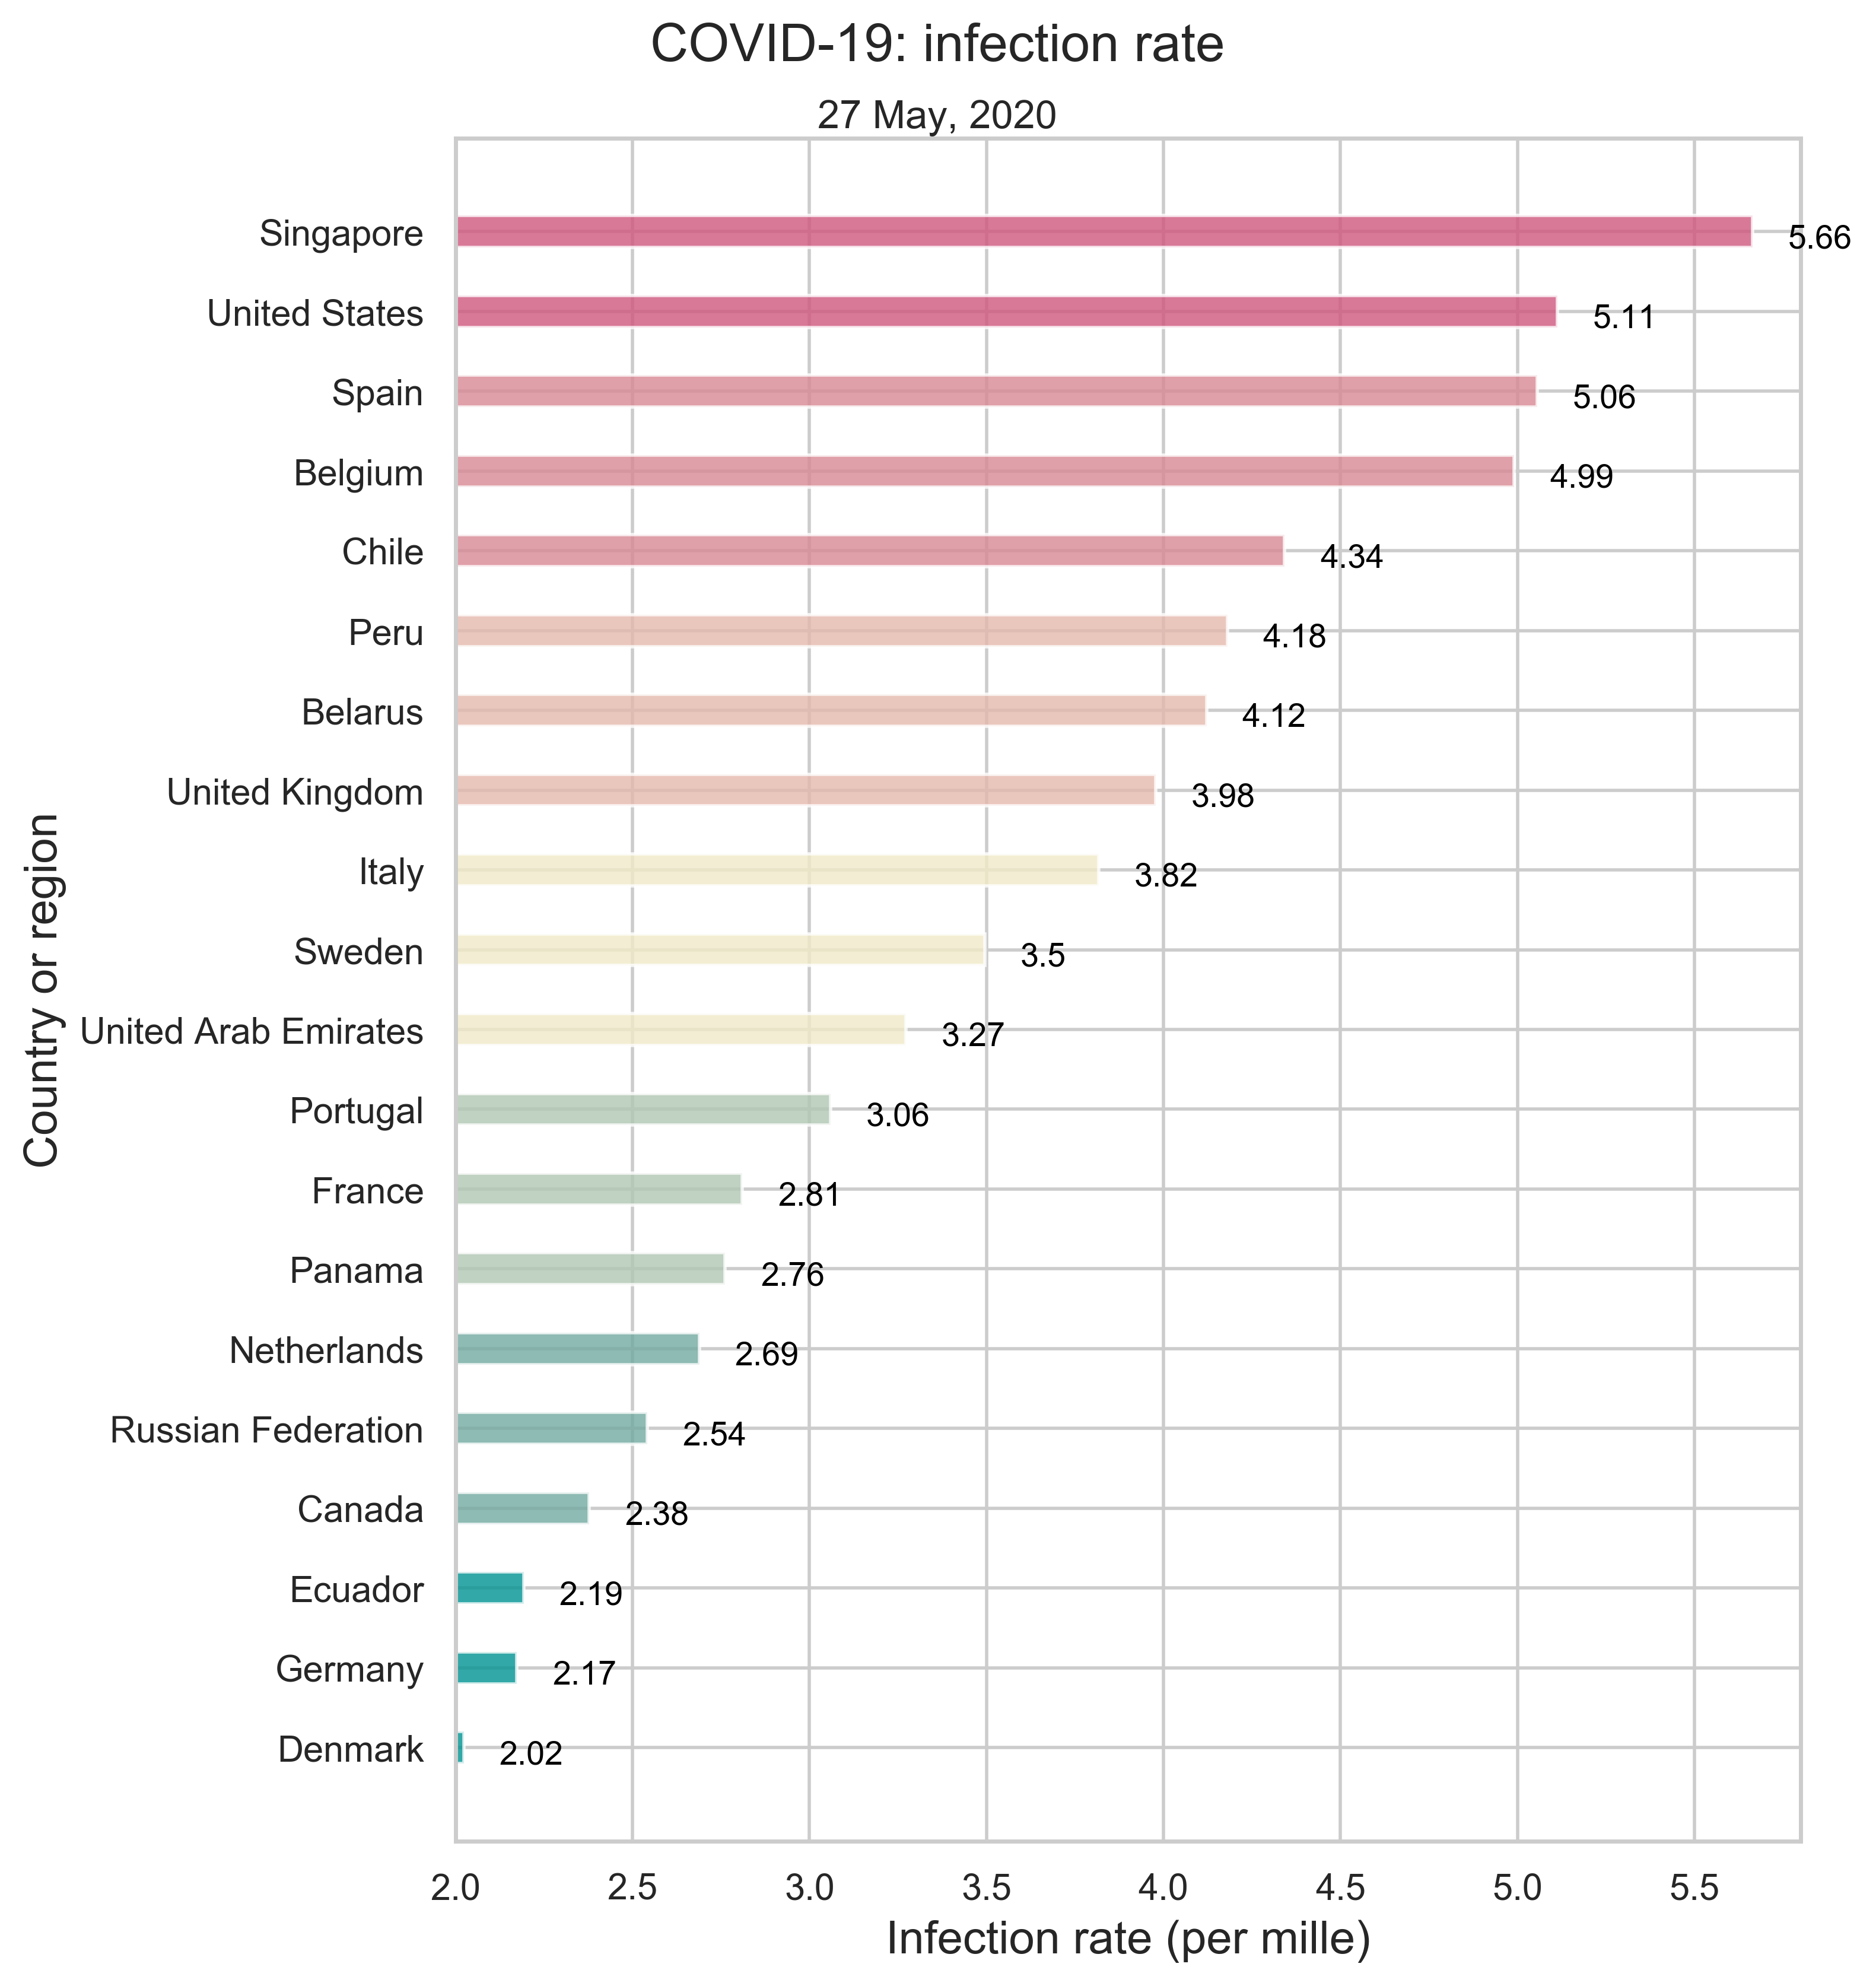 COVID-19: infection rate
27 May, 2020
Singapore 5.66
United States 5.11
Spain 5.06
Belgium 4.99
Chile 4.34
Peru 4.18
Belarus 4.12
United Kingdom 3.98
Italy 3.82
Sweden 3.5
United Arab Emirates 3.27
Portugal 3.06
France 2.81
Panama 2.76
Netherlands 2.69
Russian Federation 2.54
Canada 2.38
Ecuador 2.19
Germany 2.17
Denmark 2.02
Country or region
2.0 2.5 3.0 3.5 4.0 4.5 5.0 5.5
Infection rate (per mille)